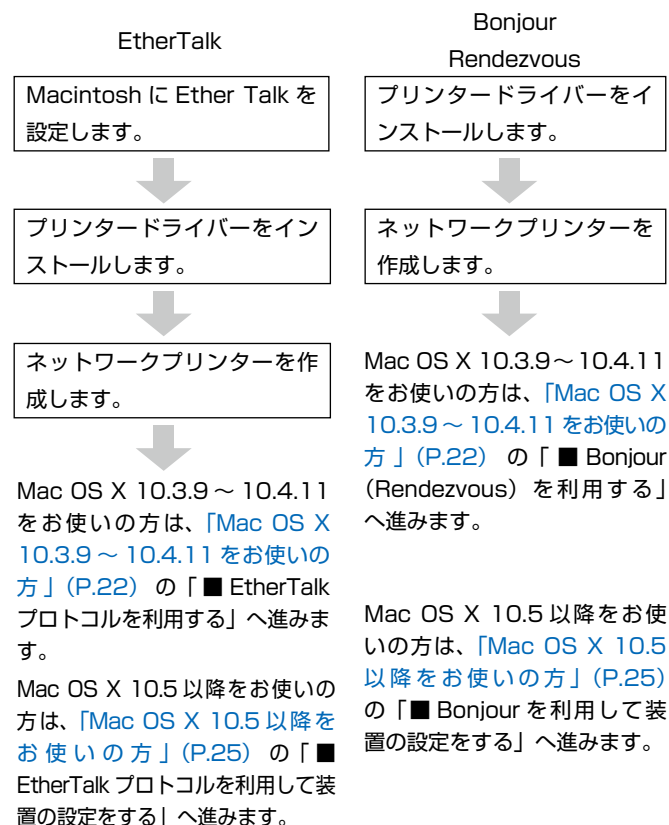 EtherTalk
Macintosh に Ether Talk を
設定します。
プリンタードライバーをイン
ストールします。
ネットワークプリンターを作
成します。
Mac OS X 10.3.9～10.4.11
をお使いの方は、「Mac OS X
10.3.9～10.4.11 をお使いの
方」(P.22) の「■ EtherTalk
プロトコルを利用する」へ進みま
す。
Mac OS X 10.5 以降をお使いの
方は、「Mac OS X 10.5 以降を
お使いの方」(P.25) の「■
EtherTalk プロトコルを利用して装
置の設定をする」へ進みます。
Bonjour
Rendezvous
プリンタードライバーをイ
ンストールします。
ネットワークプリンターを
作成します。
Mac OS X 10.3.9～10.4.11
をお使いの方は、「Mac OS X
10.3.9～10.4.11 をお使いの
方」(P.22) の「■ Bonjour
(Rendezvous) を利用する」
へ進みます。
Mac OS X 10.5 以降をお使
いの方は、「Mac OS X 10.5
以降をお使いの方」(P.25)
の「■ Bonjour を利用して装
置の設定をする」へ進みます。